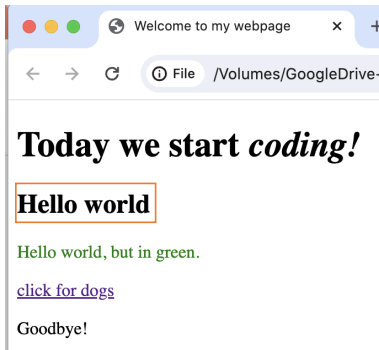 Welcome to my webpage
File /Volumes/GoogleDrive-
Today we start coding!
Hello world
Hello world, but in green.
click for dogs
Goodbye!